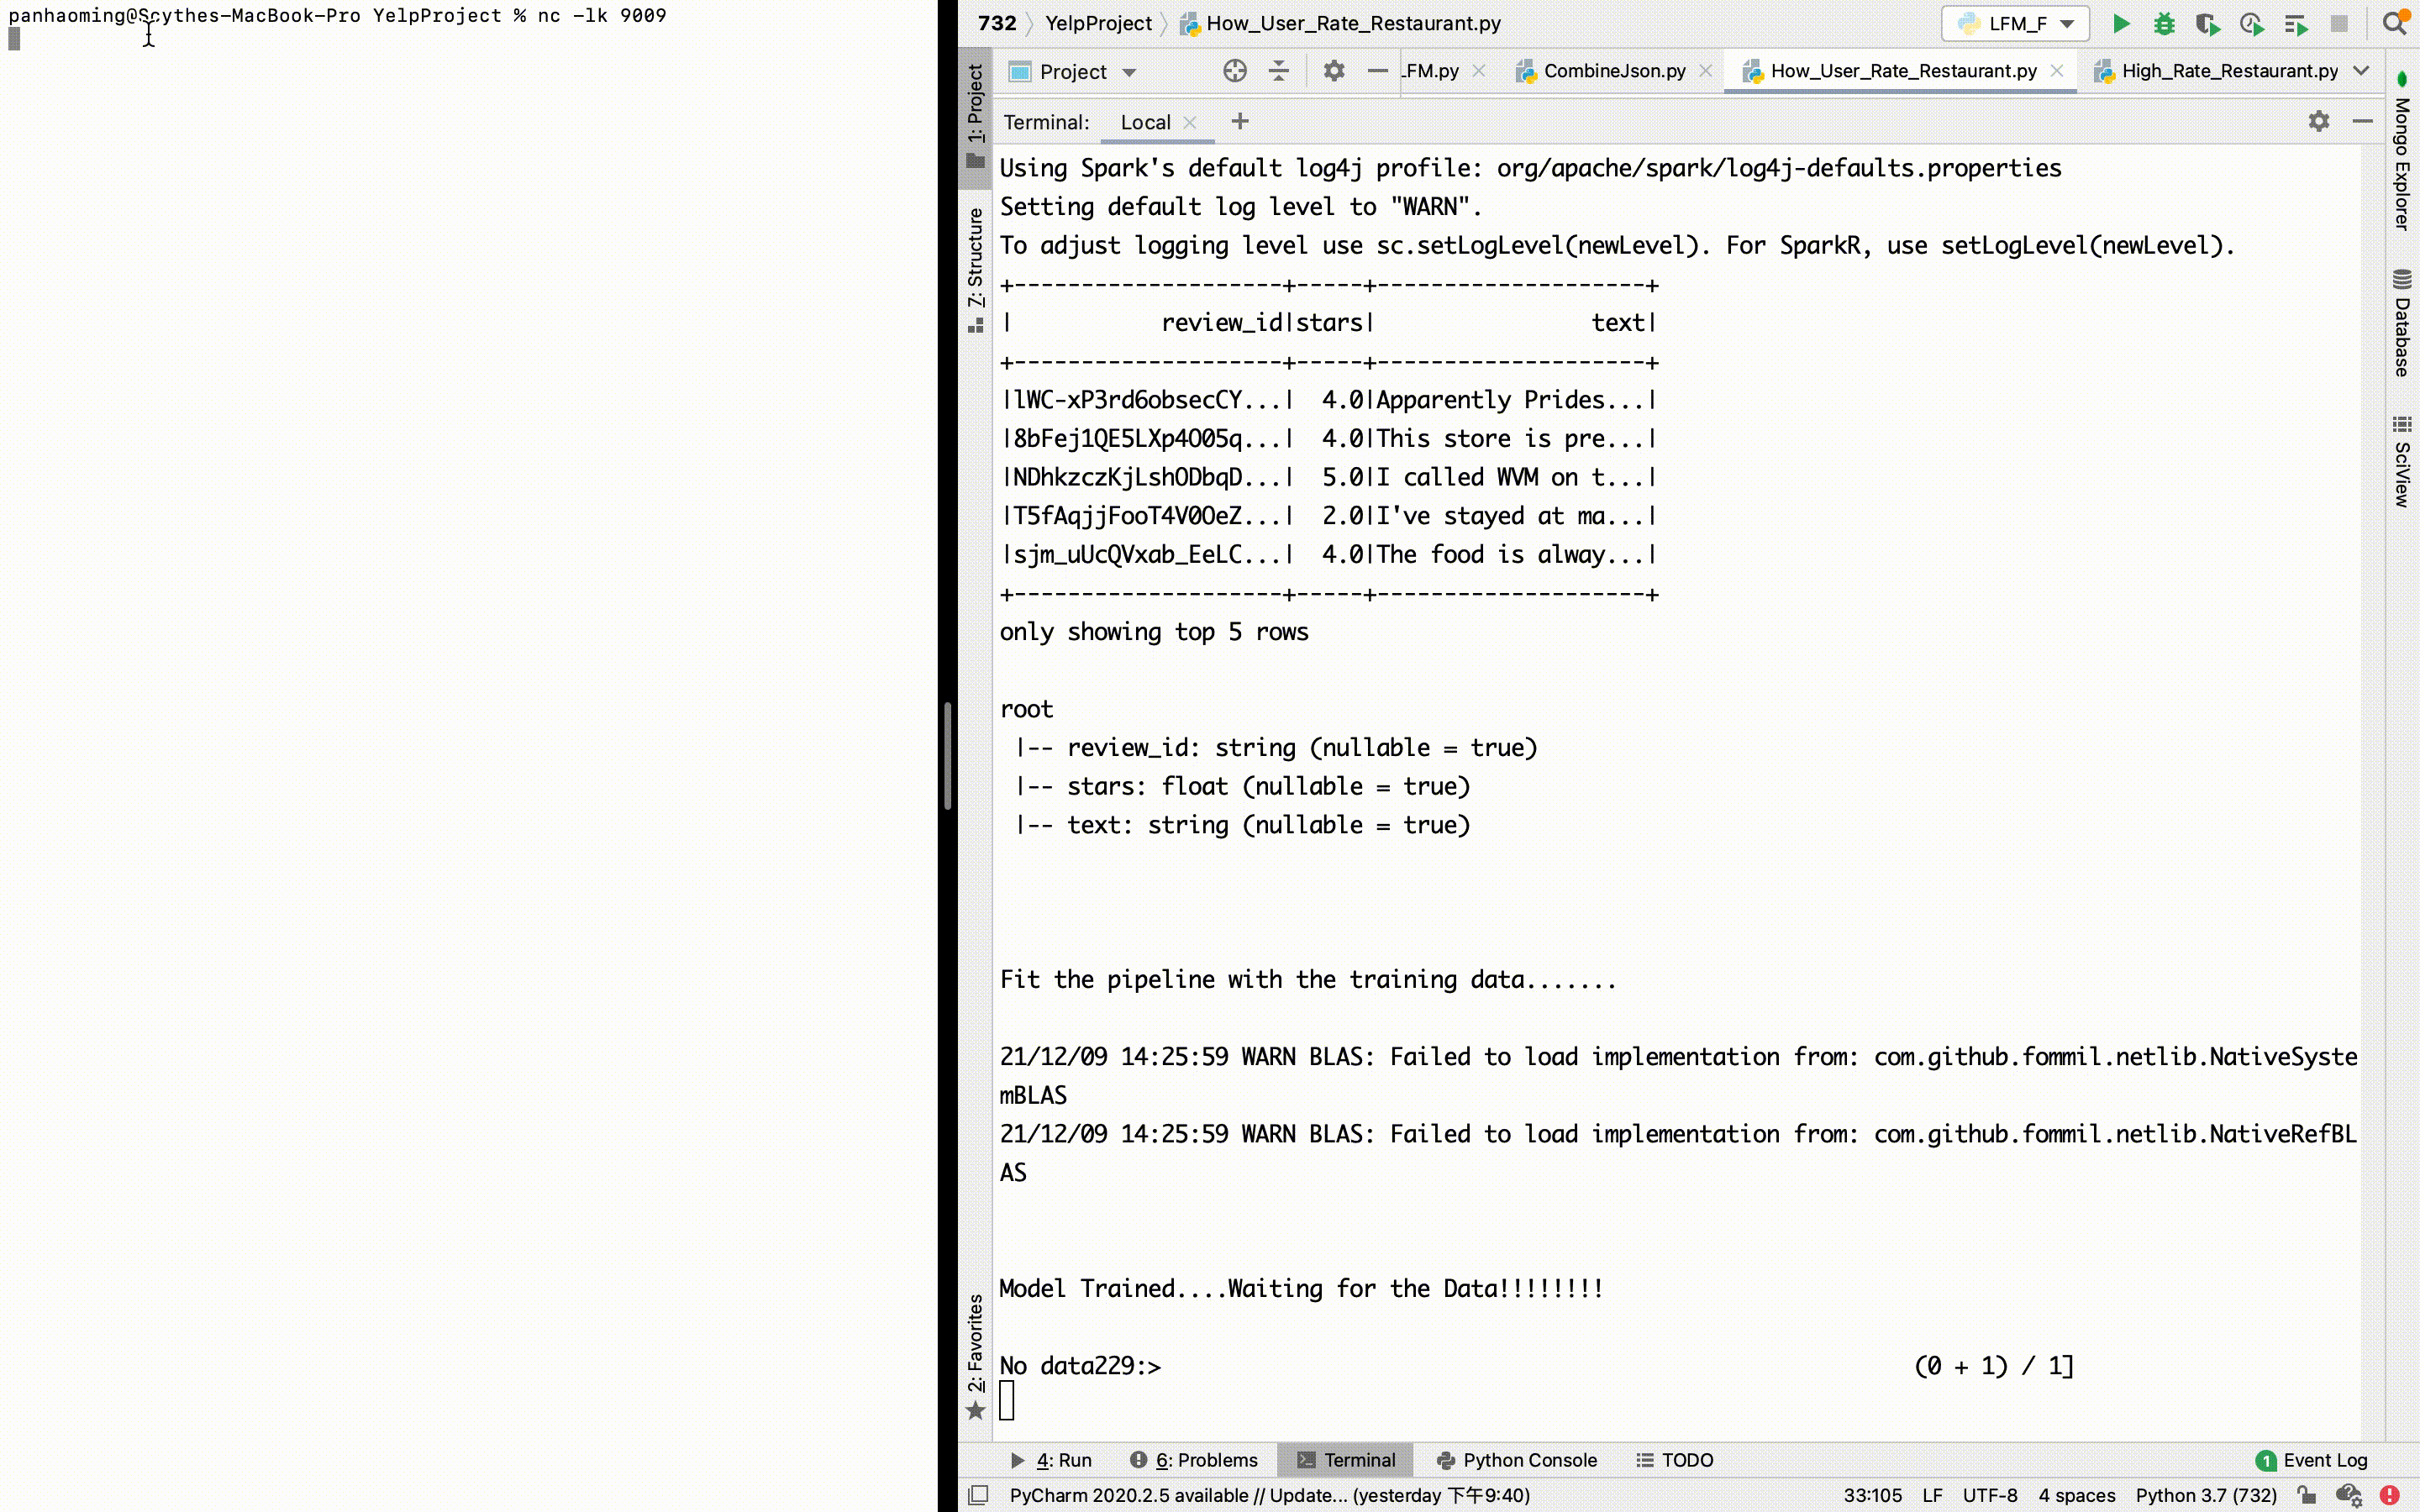 panhaoming@Scythes-MacBook-Pro YelpProject % nc -lk 9009
732 YelpProject How_User_Rate_Restaurant.py LFM_F
Project LFM.py CombineJson.py How_User_Rate_Restaurant.py High_Rate_Restaurant.py
Terminal: Local +
1: Project
7: Structure
2: Favorites
Mongo Explorer
Database
SciView
Using Spark's default log4j profile: org/apache/spark/log4j-defaults.properties
Setting default log level to "WARN".
To adjust logging level use sc.setLogLevel(newLevel). For SparkR, use setLogLevel(newLevel).
+--------------------+-----+--------------------+
|           review_id|stars|                text|
+--------------------+-----+--------------------+
|lWC-xP3rd6obsecCY...|  4.0|Apparently Prides...|
|8bFej1QE5LXp4O05q...|  4.0|This store is pre...|
|NDhkzczKjLshODbqD...|  5.0|I called WVM on t...|
|T5fAqjjFooT4V0OeZ...|  2.0|I've stayed at ma...|
|sjm_uUcQVxab_EeLC...|  4.0|The food is alway...|
+--------------------+-----+--------------------+
only showing top 5 rows
root
 |-- review_id: string (nullable = true)
 |-- stars: float (nullable = true)
 |-- text: string (nullable = true)
Fit the pipeline with the training data.......
21/12/09 14:25:59 WARN BLAS: Failed to load implementation from: com.github.fommil.netlib.NativeSyste
mBLAS
21/12/09 14:25:59 WARN BLAS: Failed to load implementation from: com.github.fommil.netlib.NativeRefBL
AS
Model Trained....Waiting for the Data!!!!!!!!
No data229:> (0 + 1) / 1]
4: Run 6: Problems Terminal Python Console TODO 1 Event Log
PyCharm 2020.2.5 available // Update... (yesterday 下午9:40) 33:105 LF UTF-8 4 spaces Python 3.7 (732)